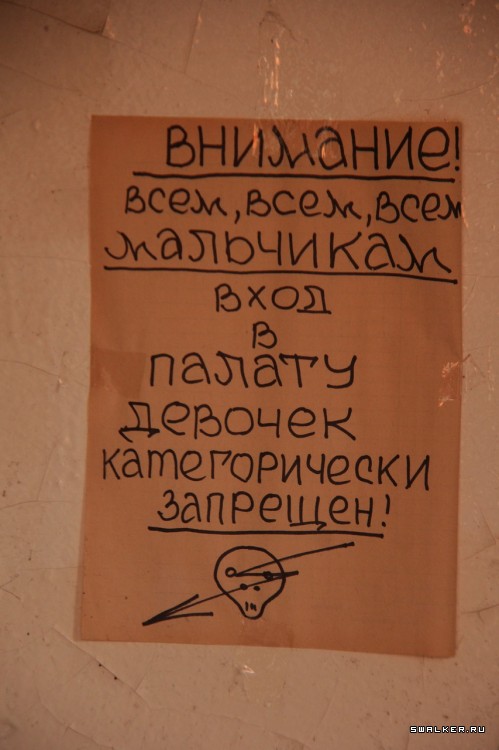 ВНИМАНИЕ!
ВСЕМ, ВСЕМ, ВСЕМ
МАЛЬЧИКАМ
ВХОД
В
ПАЛАТУ
ДЕВОЧЕК
КАТЕГОРИЧЕСКИ
ЗАПРЕЩЕН!
SWALKER.RU